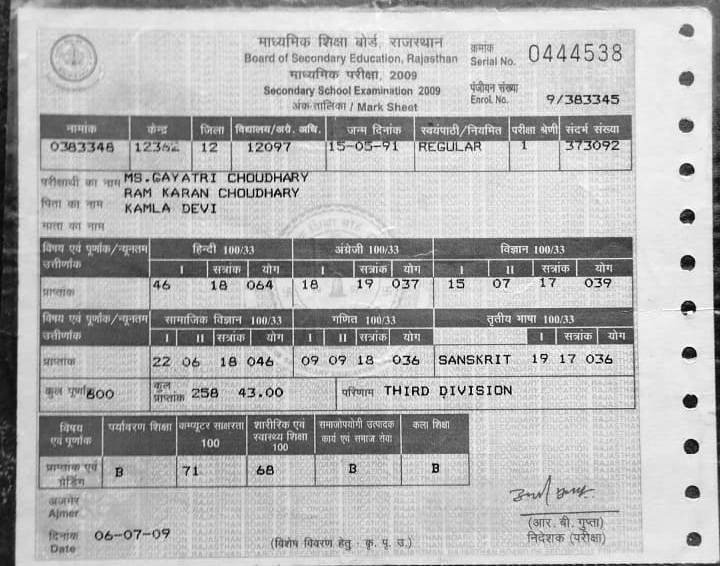 माध्यमिक शिक्षा बोर्ड, राजस्थान
Board of Secondary Education, Rajasthan
माध्यमिक परीक्षा, 2009
Secondary School Examination 2009
अंक-तालिका / Mark Sheet
क्रमांक
Serial No. 0444538
पंजीयन संख्या
Enrol. No. 9/383345
नामांक केन्द्र जिला विद्यालय/अग्रे. अधि. जन्म दिनांक स्वयंपाठी/नियमित परीक्षा श्रेणी संदर्भ संख्या
0383348 12362 12 12097 15-05-91 REGULAR 1 373092
परीक्षार्थी का नाम MS.GAYATRI CHOUDHARY
पिता का नाम RAM KARAN CHOUDHARY
माता का नाम KAMLA DEVI
विषय एवं पूर्णांक/न्यूनतम उत्तीर्णांक हिन्दी 100/33 अंग्रेजी 100/33 विज्ञान 100/33
I सत्रांक योग I सत्रांक योग I II सत्रांक योग
प्राप्तांक 46 18 064 18 19 037 15 07 17 039
विषय एवं पूर्णांक/न्यूनतम उत्तीर्णांक सामाजिक विज्ञान 100/33 गणित 100/33 तृतीय भाषा 100/33
I II सत्रांक योग I II सत्रांक योग I सत्रांक योग
प्राप्तांक 22 06 18 046 09 09 18 036 SANSKRIT 19 17 036
कुल पूर्णांक 600 कुल प्राप्तांक 258 43.00 परिणाम THIRD DIVISION
विषय एवं पूर्णांक पर्यावरण शिक्षा कम्प्यूटर साक्षरता 100 शारीरिक एवं स्वास्थ्य शिक्षा 100 समाजोपयोगी उत्पादक कार्य एवं समाज सेवा कला शिक्षा
प्राप्तांक एवं ग्रेडिंग B 71 68 B B
अजमेर
Ajmer
दिनांक
Date 06-07-09
(विशेष विवरण हेतु - कृ. पृ. उ.)
(आर. बी. गुप्ता)
निदेशक (परीक्षा)